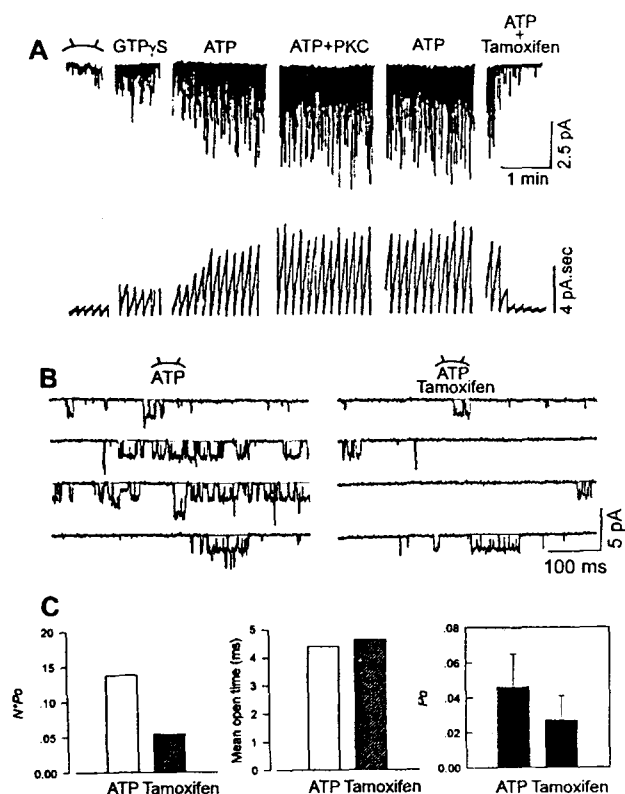 A
GTPγS ATP ATP+PKC ATP ATP
+
Tamoxifen
2.5 pA
1 min
4 pA.sec
B
ATP
ATP
Tamoxifen
5 pA
100 ms
C
20
.15
.10
.05
0.00
N*Po
ATP Tamoxifen
5
4
3
2
1
0
Mean open time (ms)
ATP Tamoxifen
.08
.06
.04
.02
0.0
Po
ATP Tamoxifen